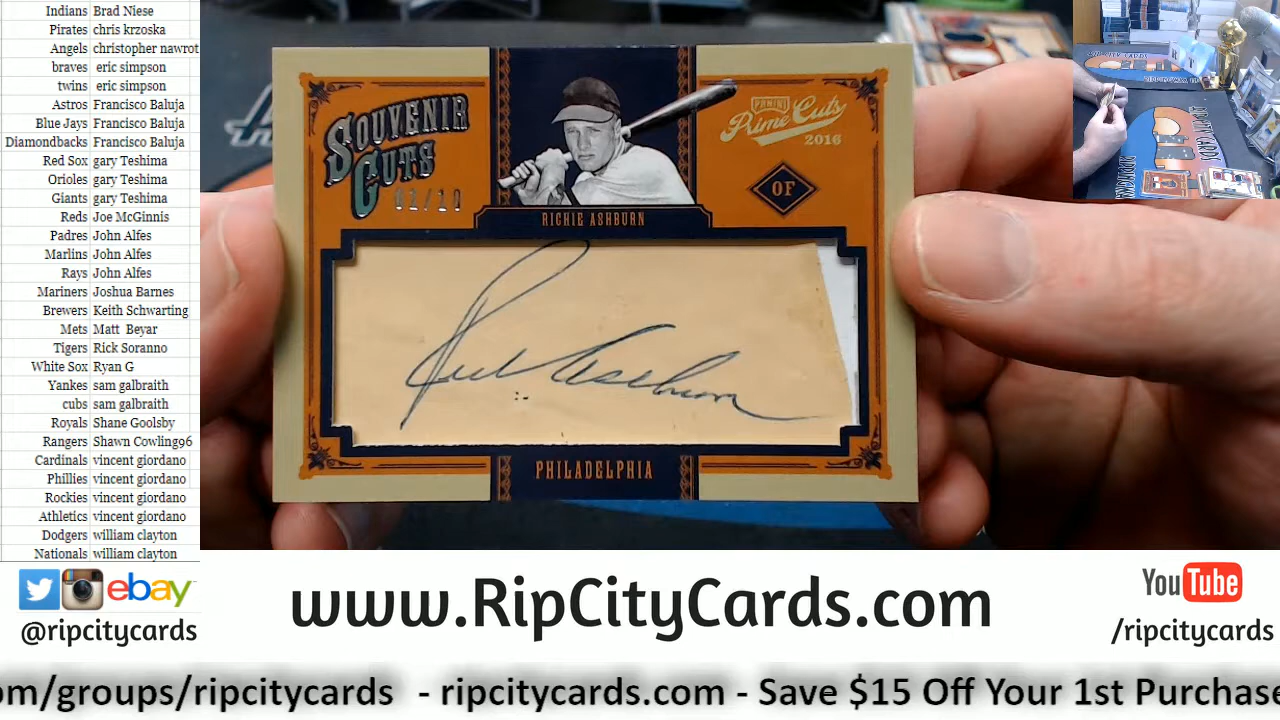 Indians Brad Niese
Pirates chris krzoska
Angels christopher nawrot
braves eric simpson
twins eric simpson
Astros Francisco Baluja
Blue Jays Francisco Baluja
Diamondbacks Francisco Baluja
Red Sox gary Teshima
Orioles gary Teshima
Giants gary Teshima
Reds Joe McGinnis
Padres John Alfes
Marlins John Alfes
Rays John Alfes
Mariners Joshua Barnes
Brewers Keith Schwarting
Mets Matt Beyar
Tigers Rick Soranno
White Sox Ryan G
Yankes sam galbraith
cubs sam galbraith
Royals Shane Goolsby
Rangers Shawn Cowling96
Cardinals vincent giordano
Phillies vincent giordano
Rockies vincent giordano
Athletics vincent giordano
Dodgers william clayton
Nationals william clayton
SOUVENIR
CUTS
PANINI
Prime Cuts
2016
OF
RICHIE ASHBURN
Rich Ashburn
PHILADELPHIA
ebay
@ripcitycards
www.RipCityCards.com
YouTube
/ripcitycards
om/groups/ripcitycards - ripcitycards.com - Save $15 Off Your 1st Purchase